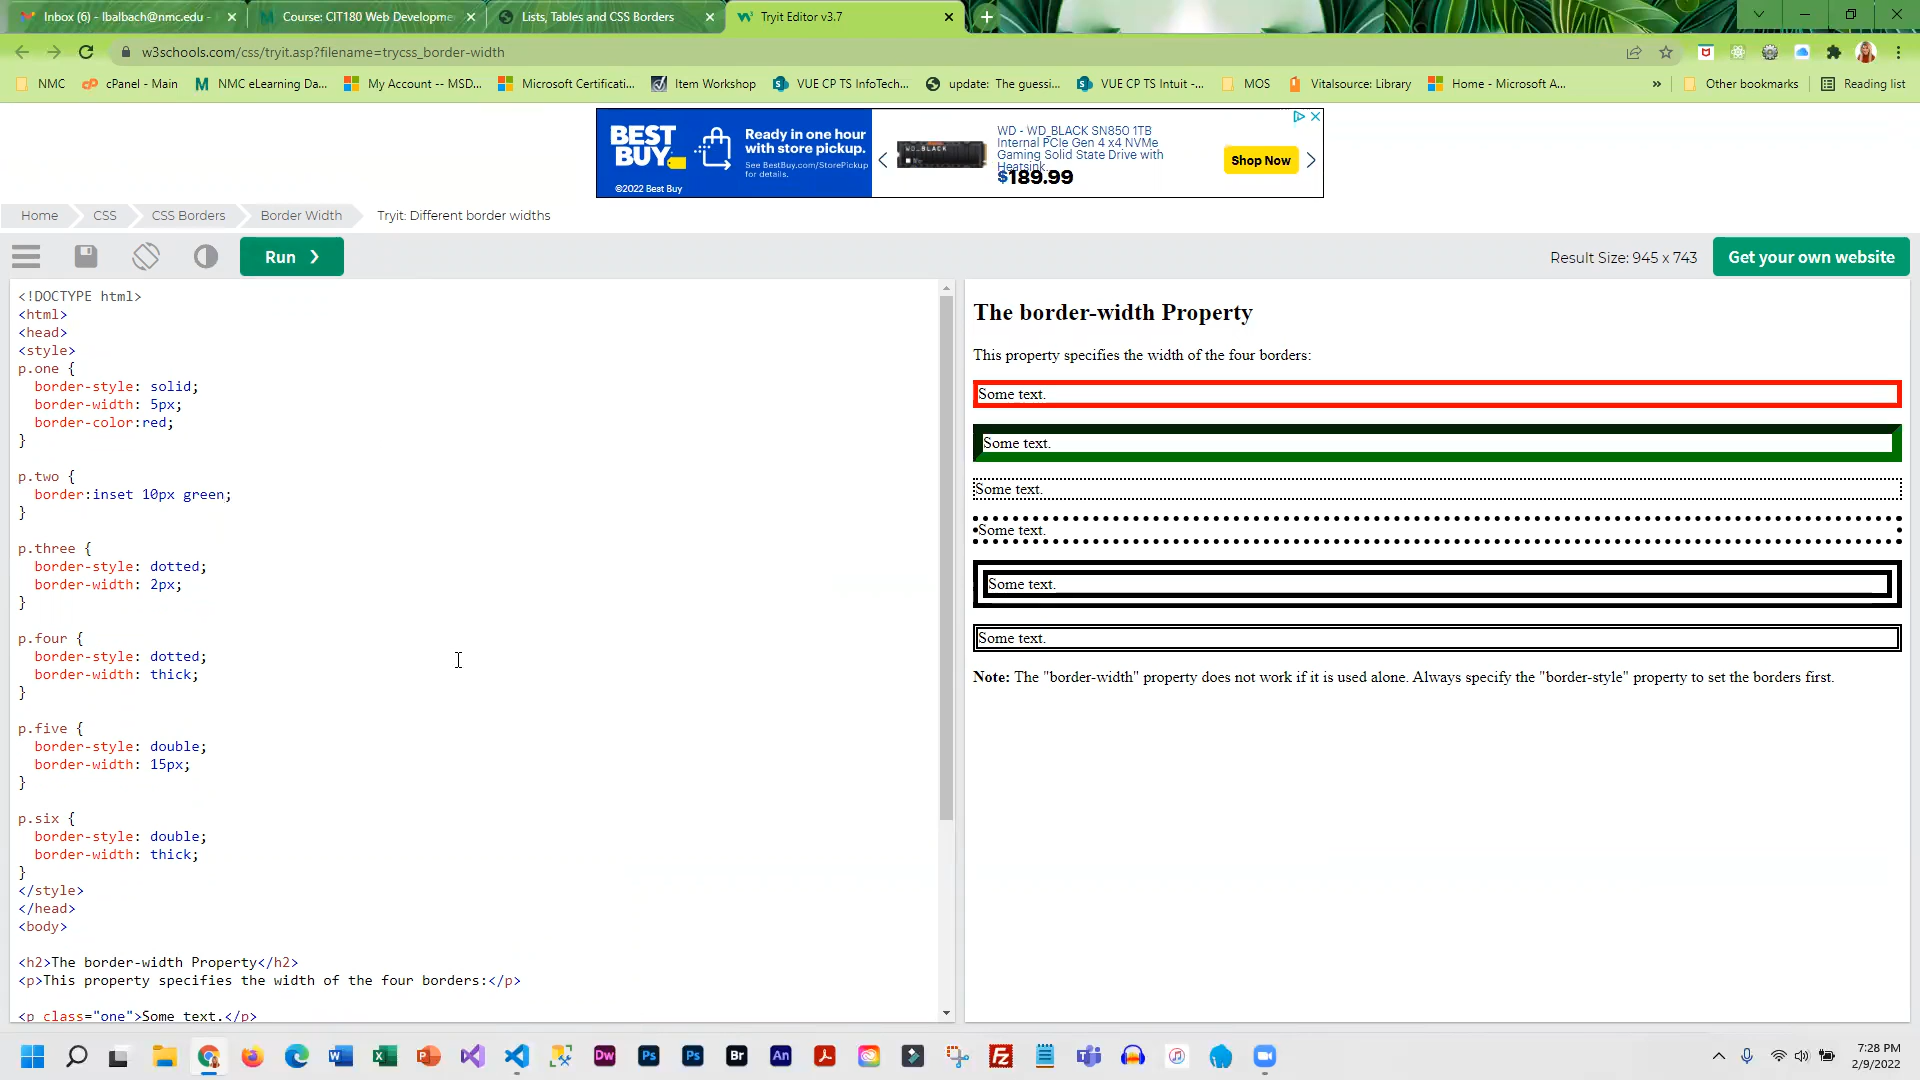 Inbox (6) - lbalbach@nmc.edu -
Course: CIT180 Web Developme
Lists, Tables and CSS Borders
Tryit Editor v3.7
w3schools.com/css/tryit.asp?filename=trycss_border-width
NMC
cPanel - Main
NMC eLearning Da...
My Account -- MSD...
Microsoft Certificati...
Item Workshop
VUE CP TS InfoTech...
update: The guessi...
VUE CP TS Intuit -...
MOS
Vitalsource: Library
Home - Microsoft A...
»
Other bookmarks
Reading list
BEST
BUY
©2022 Best Buy
Ready in one hour
with store pickup.
See BestBuy.com/StorePickup
for details.
WD_BLACK
WD - WD_BLACK SN850 1TB
Internal PCIe Gen 4 x4 NVMe
Gaming Solid State Drive with
Heatsink
$189.99
Shop Now
Home
CSS
CSS Borders
Border Width
Tryit: Different border widths
Run ❯
Result Size: 945 x 743
Get your own website
<!DOCTYPE html>
<html>
<head>
<style>
p.one {
  border-style: solid;
  border-width: 5px;
  border-color:red;
}
p.two {
  border:inset 10px green;
}
p.three {
  border-style: dotted;
  border-width: 2px;
}
p.four {
  border-style: dotted;
  border-width: thick;
}
p.five {
  border-style: double;
  border-width: 15px;
}
p.six {
  border-style: double;
  border-width: thick;
}
</style>
</head>
<body>
<h2>The border-width Property</h2>
<p>This property specifies the width of the four borders:</p>
<p class="one">Some text.</p>
The border-width Property
This property specifies the width of the four borders:
Some text.
Some text.
Some text.
Some text.
Some text.
Some text.
Note: The "border-width" property does not work if it is used alone. Always specify the "border-style" property to set the borders first.
Dw
Ps
Ps
Br
An
7:28 PM
2/9/2022